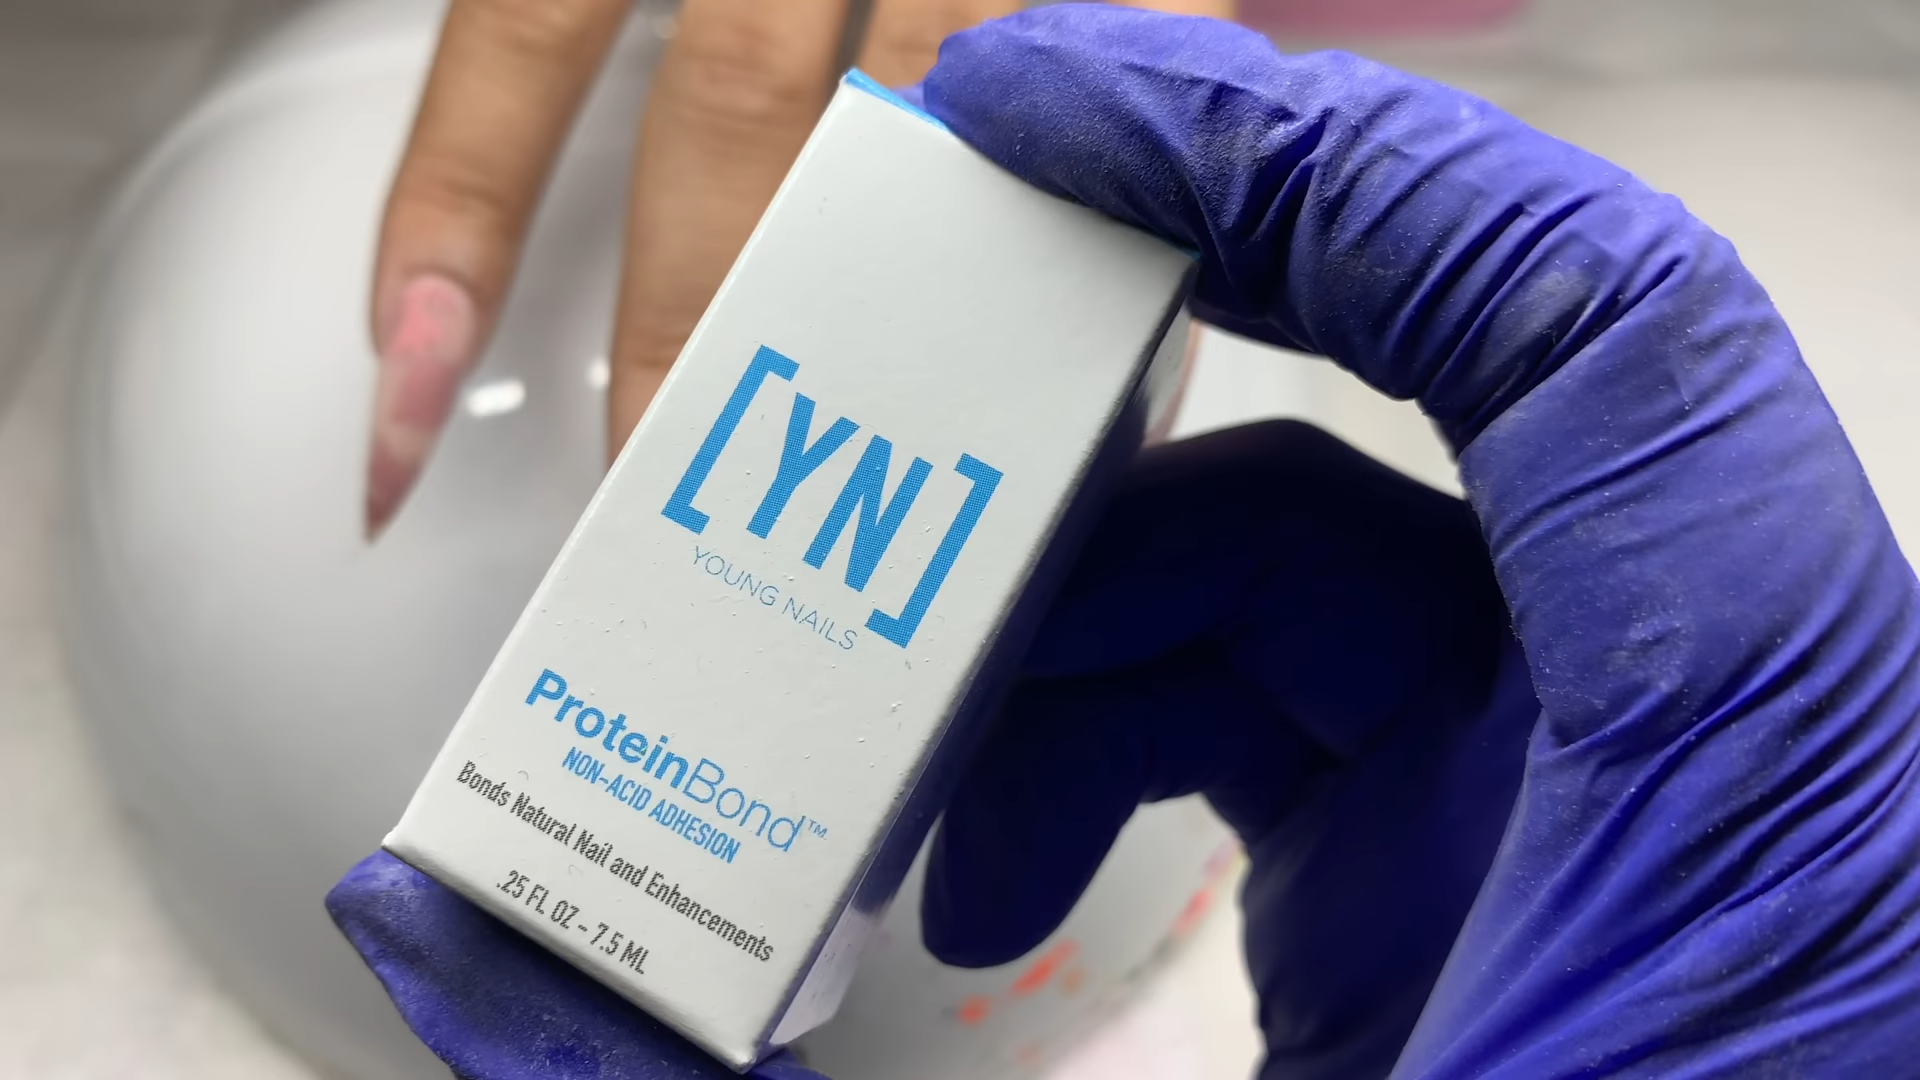 [YN]
YOUNG NAILS
ProteinBond™
NON-ACID ADHESION
Bonds Natural Nail and Enhancements
.25 FL OZ - 7.5 ML